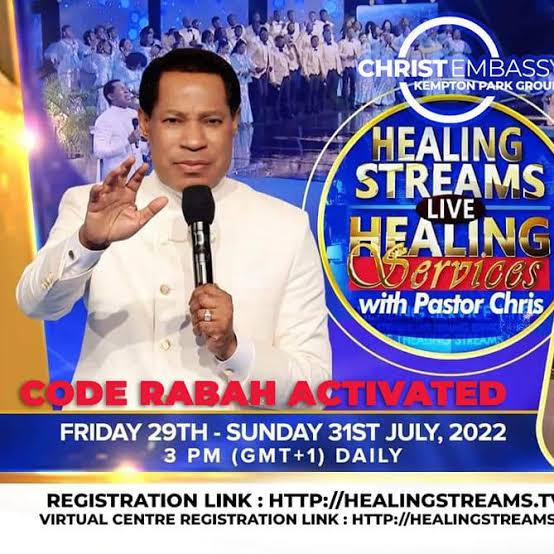 CHRIST EMBASSY
KEMPTON PARK GROUP
HEALING
STREAMS
LIVE
HEALING
Services
with Pastor Chris
CODE RABAH ACTIVATED
FRIDAY 29TH - SUNDAY 31ST JULY, 2022
3 PM (GMT+1) DAILY
REGISTRATION LINK : HTTP://HEALINGSTREAMS.TV
VIRTUAL CENTRE REGISTRATION LINK : HTTP://HEALINGSTREAMS